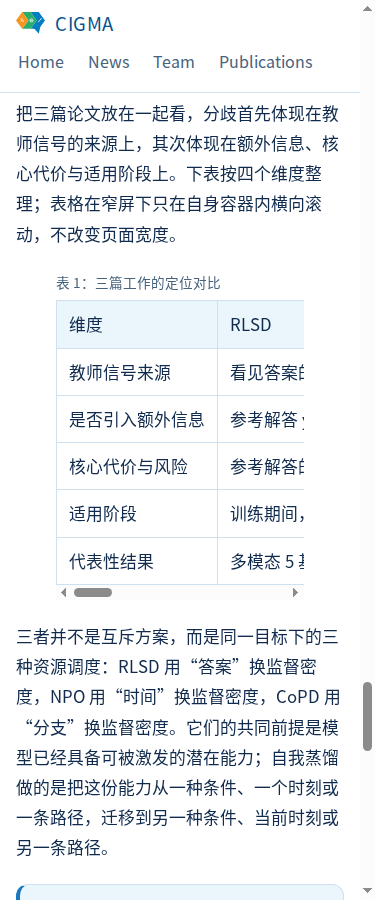 CIGMA
Home News Team Publications
把三篇论文放在一起看，分歧首先体现在教
师信号的来源上，其次体现在额外信息、核
心代价与适用阶段上。下表按四个维度整
理；表格在窄屏下只在自身容器内横向滚
动，不改变页面宽度。
表 1：三篇工作的定位对比
维度 RLSD
教师信号来源 看见答案的
是否引入额外信息 参考解答
核心代价与风险 参考解答的
适用阶段 训练期间，
代表性结果 多模态 5
三者并不是互斥方案，而是同一目标下的三
种资源调度：RLSD 用“答案”换监督密
度，NPO 用“时间”换监督密度，CoPD 用
“分支”换监督密度。它们的共同前提是模
型已经具备可被激发的潜在能力；自我蒸馏
做的是把这份能力从一种条件、一个时刻或
一条路径，迁移到另一种条件、当前时刻或
另一条路径。